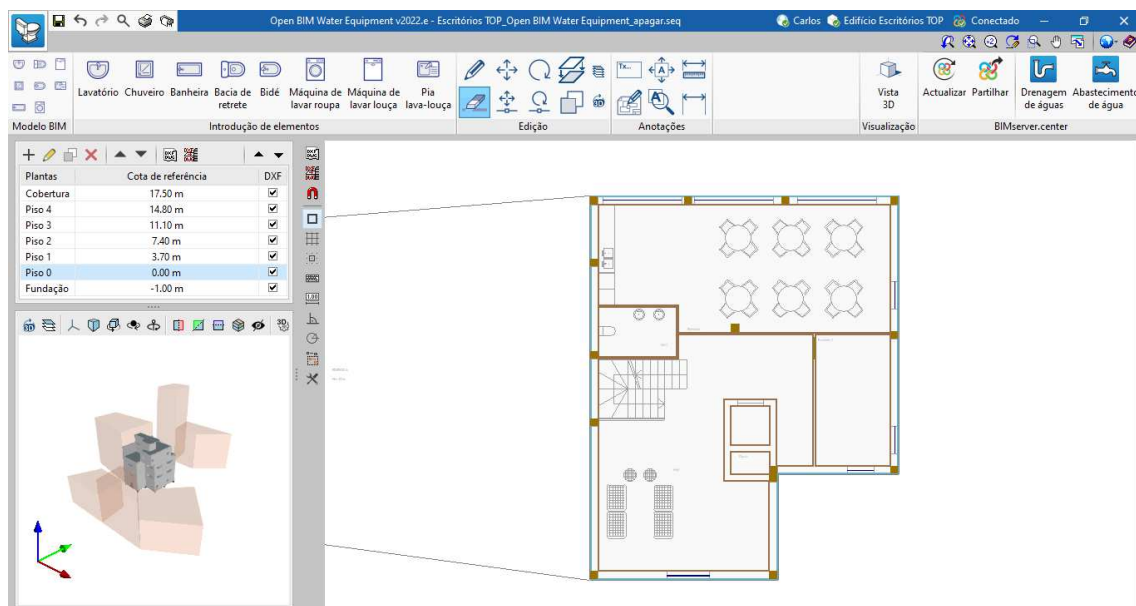 Open BIM Water Equipment v2022.e - Escritórios TOP_Open BIM Water Equipment_apagar.seq
Carlos
Edifício Escritórios TOP
Conectado
Lavatório
Chuveiro
Banheira
Bacia de retrete
Bidé
Máquina de lavar roupa
Máquina de lavar louça
Pia lava-louça
Vista 3D
Actualizar
Partilhar
Drenagem de águas
Abastecimento de água
Modelo BIM
Introdução de elementos
Edição
Anotações
Visualização
BIMserver.center
Plantas Cota de referência DXF
Cobertura 17.50 m
Piso 4 14.80 m
Piso 3 11.10 m
Piso 2 7.40 m
Piso 1 3.70 m
Piso 0 0.00 m
Fundação -1.00 m